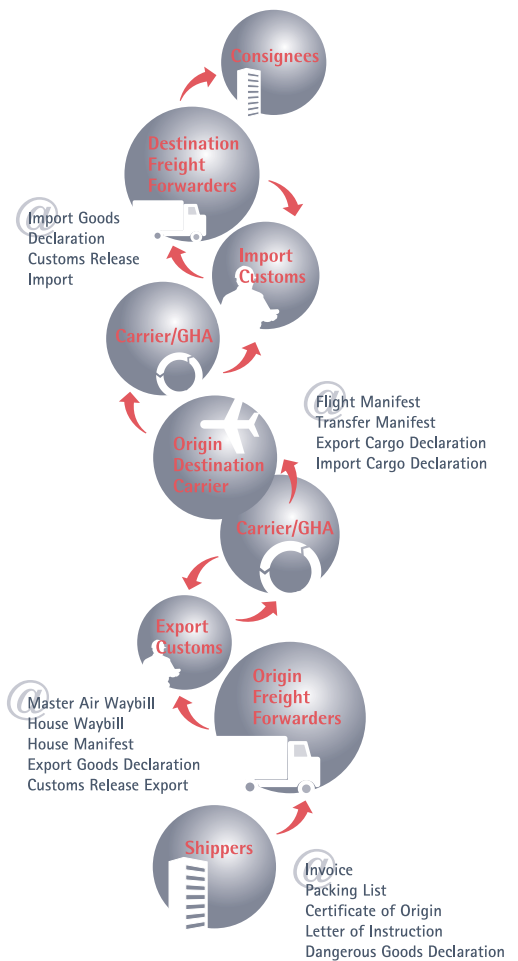 Consignees
Destination
Freight
Forwarders
@
Import Goods
Declaration
Customs Release
Import
Import
Customs
Carrier/GHA
@
Flight Manifest
Transfer Manifest
Export Cargo Declaration
Import Cargo Declaration
Origin
Destination
Carrier
Carrier/GHA
Export
Customs
Origin
Freight
Forwarders
@
Master Air Waybill
House Waybill
House Manifest
Export Goods Declaration
Customs Release Export
Shippers
@
Invoice
Packing List
Certificate of Origin
Letter of Instruction
Dangerous Goods Declaration